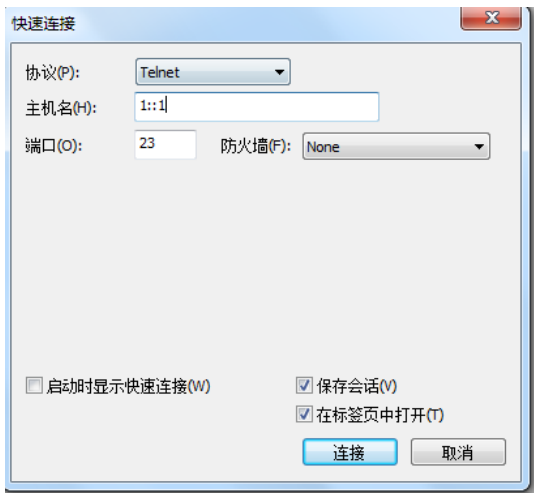 快速连接
协议(P): Telnet
主机名(H): 1::1
端口(O): 23 防火墙(F): None
启动时显示快速连接(W) 保存会话(V)
在标签页中打开(T)
连接 取消